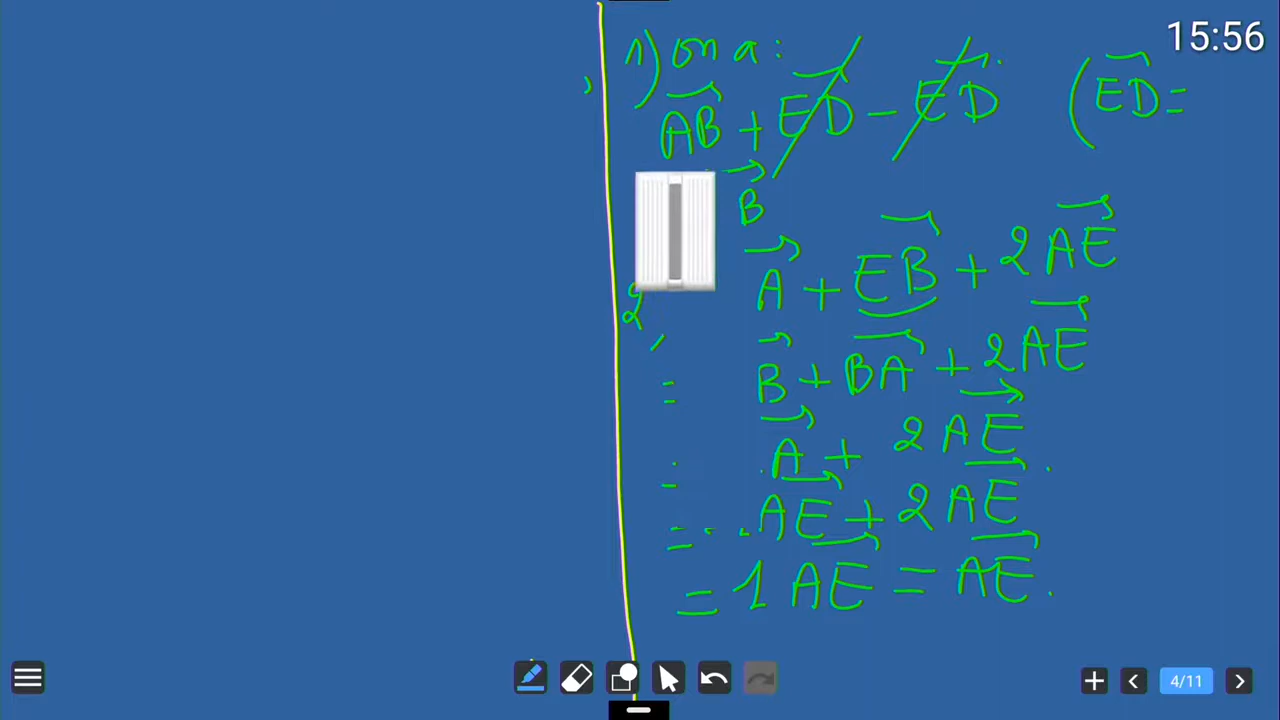 15:56
1) on a:
AB + ED - ED (ED =
B
A + EB + 2AE
2
= B + BA + 2AE
= A + 2AE
= AE + 2AE
= 1AE = AE.
4/11